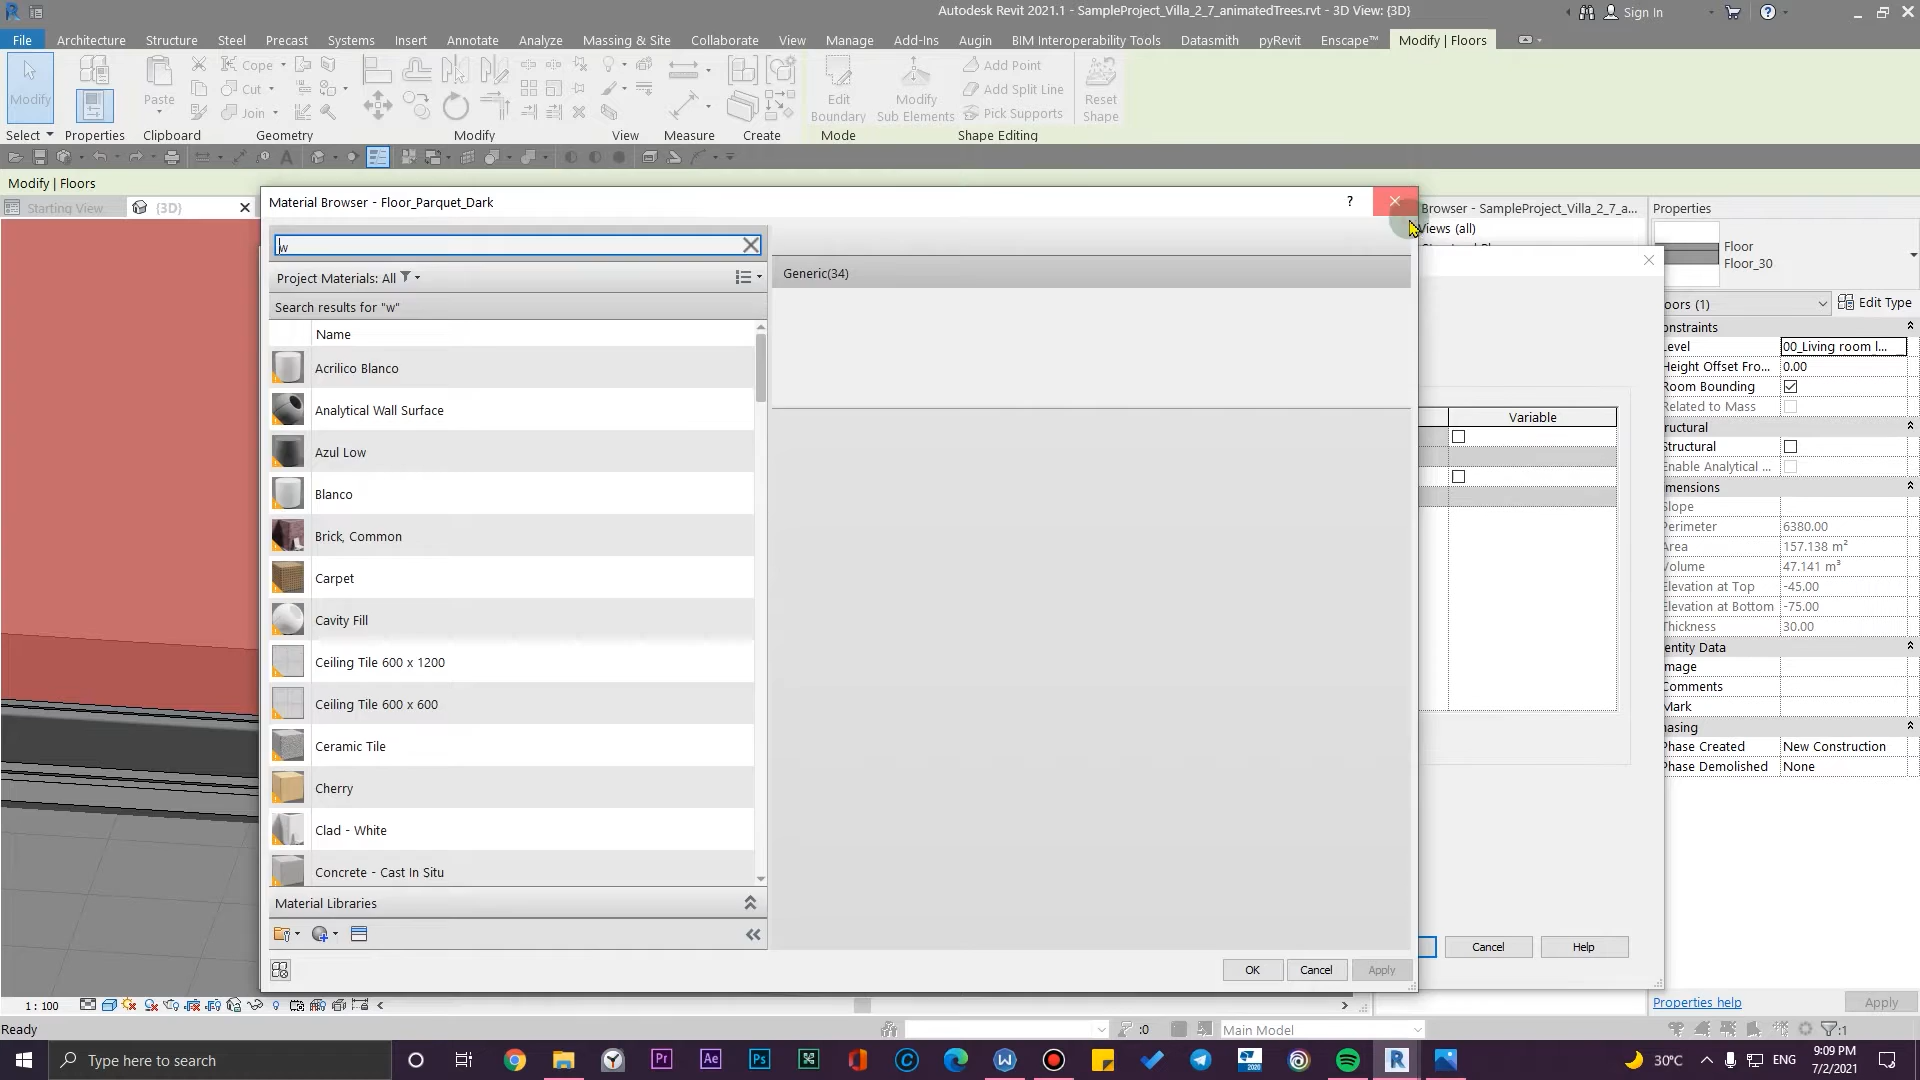 Autodesk Revit 2021.1 - SampleProject_Villa_2_7_animatedTrees.rvt - 3D View: {3D}
Sign In
File Architecture Structure Steel Precast Systems Insert Annotate Analyze Massing & Site Collaborate View Manage Add-Ins Augin BIM Interoperability Tools Datasmith pyRevit Enscape™ Modify | Floors
Cope
Cut
Join
Modify
Paste
Edit Boundary
Modify Sub Elements
Add Point
Add Split Line
Pick Supports
Reset Shape
Select Properties Clipboard Geometry Modify View Measure Create Mode Shape Editing
Modify | Floors
Starting View
{3D}
Material Browser - Floor_Parquet_Dark
?
w
Project Materials: All
Search results for "w"
Name
Acrilico Blanco
Analytical Wall Surface
Azul Low
Blanco
Brick, Common
Carpet
Cavity Fill
Ceiling Tile 600 x 1200
Ceiling Tile 600 x 600
Ceramic Tile
Cherry
Clad - White
Concrete - Cast In Situ
Material Libraries
Generic(34)
OK Cancel Apply
Browser - SampleProject_Villa_2_7_a...
Views (all)
Variable
Cancel Help
Properties
Floor
Floor_30
oors (1) Edit Type
onstraints
Level 00_Living room l...
Height Offset Fro... 0.00
Room Bounding
Related to Mass
ructural
Structural
Enable Analytical ...
imensions
Slope
Perimeter 6380.00
Area 157.138 m²
Volume 47.141 m³
Elevation at Top -45.00
Elevation at Bottom -75.00
Thickness 30.00
entity Data
Image
Comments
Mark
hasing
Phase Created New Construction
Phase Demolished None
Properties help Apply
1 : 100
Ready
:0
Main Model
:1
Type here to search
30°C
ENG
9:09 PM
7/2/2021